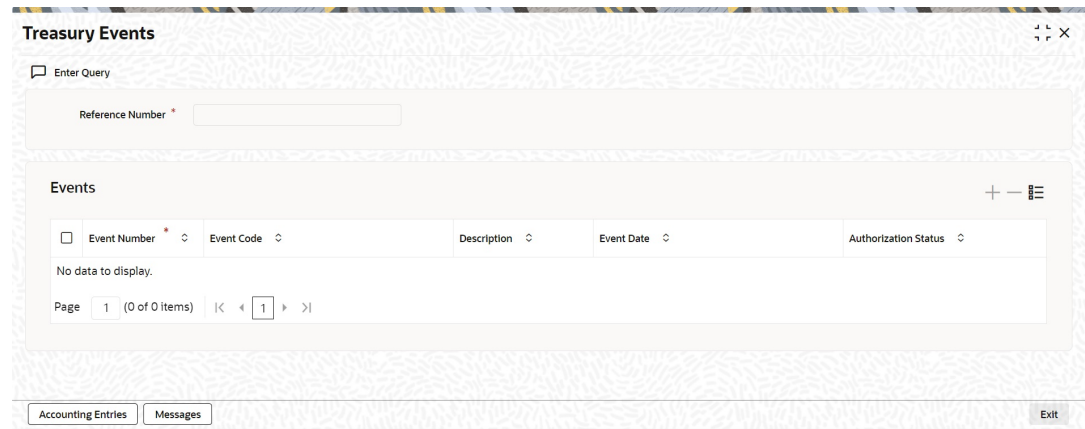 Treasury Events
Enter Query
Reference Number *
Events
Event Number * Event Code Description Event Date Authorization Status
No data to display.
Page 1 (0 of 0 items) 1
Accounting Entries Messages Exit